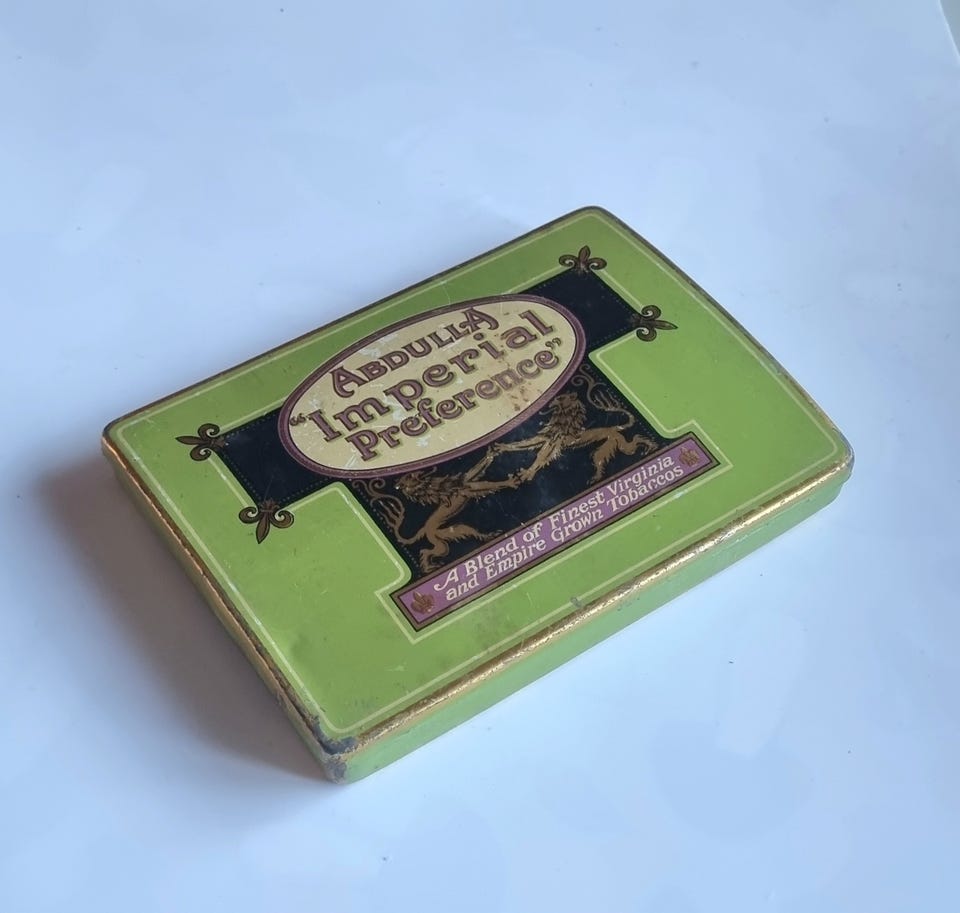 ABDULLA
"Imperial
Preference"
A Blend of Finest Virginia
and Empire Grown Tobaccos